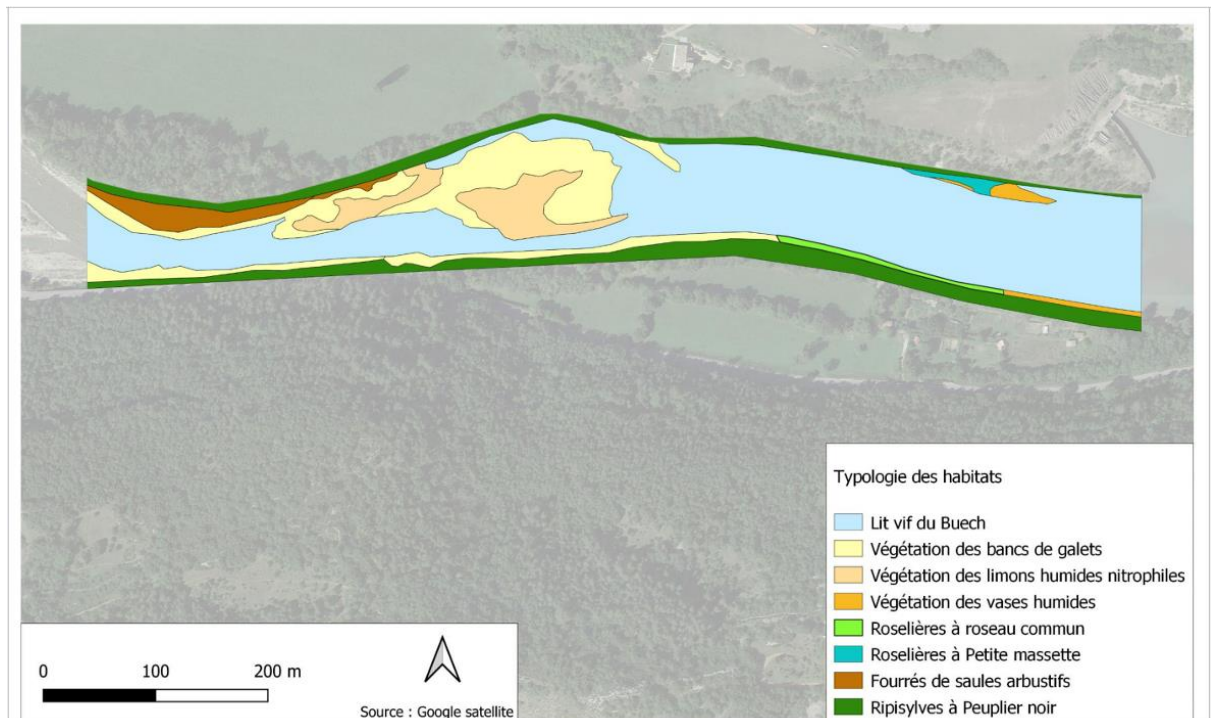 Typologie des habitats
Lit vif du Buech
Végétation des bancs de galets
Végétation des limons humides nitrophiles
Végétation des vases humides
Roselières à roseau commun
Roselières à Petite massette
Fourrés de saules arbustifs
Ripisylves à Peuplier noir
0 100 200 m
Source : Google satellite